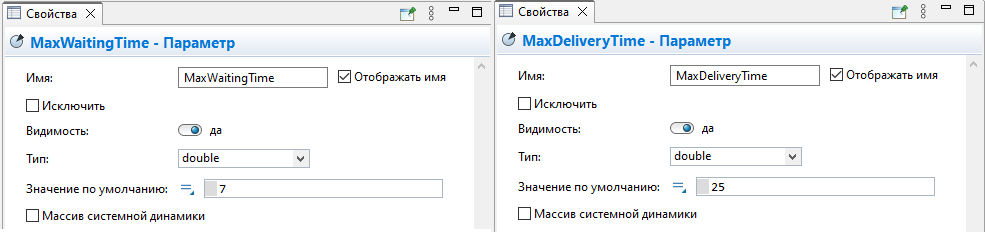 Свойства
MaxWaitingTime - Параметр
Имя: MaxWaitingTime Отображать имя
Исключить
Видимость: да
Тип: double
Значение по умолчанию: 7
Массив системной динамики
Свойства
MaxDeliveryTime - Параметр
Имя: MaxDeliveryTime Отображать имя
Исключить
Видимость: да
Тип: double
Значение по умолчанию: 25
Массив системной динамики